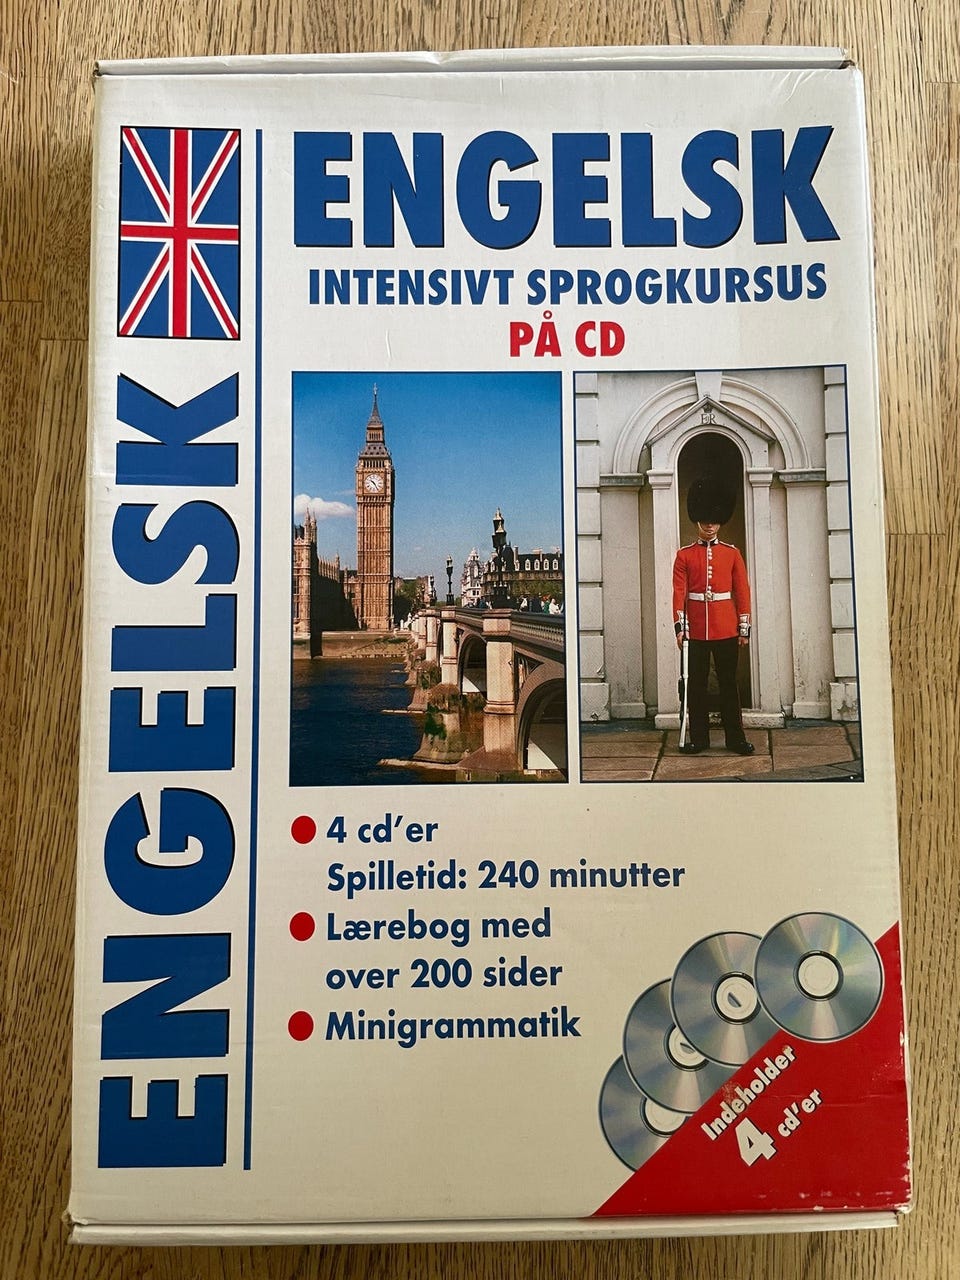 ENGELSK
ENGELSK
INTENSIVT SPROGKURSUS
PÅ CD
ER
4 cd'er
Spilletid: 240 minutter
Lærebog med
over 200 sider
Minigrammatik
Indeholder
4 cd'er